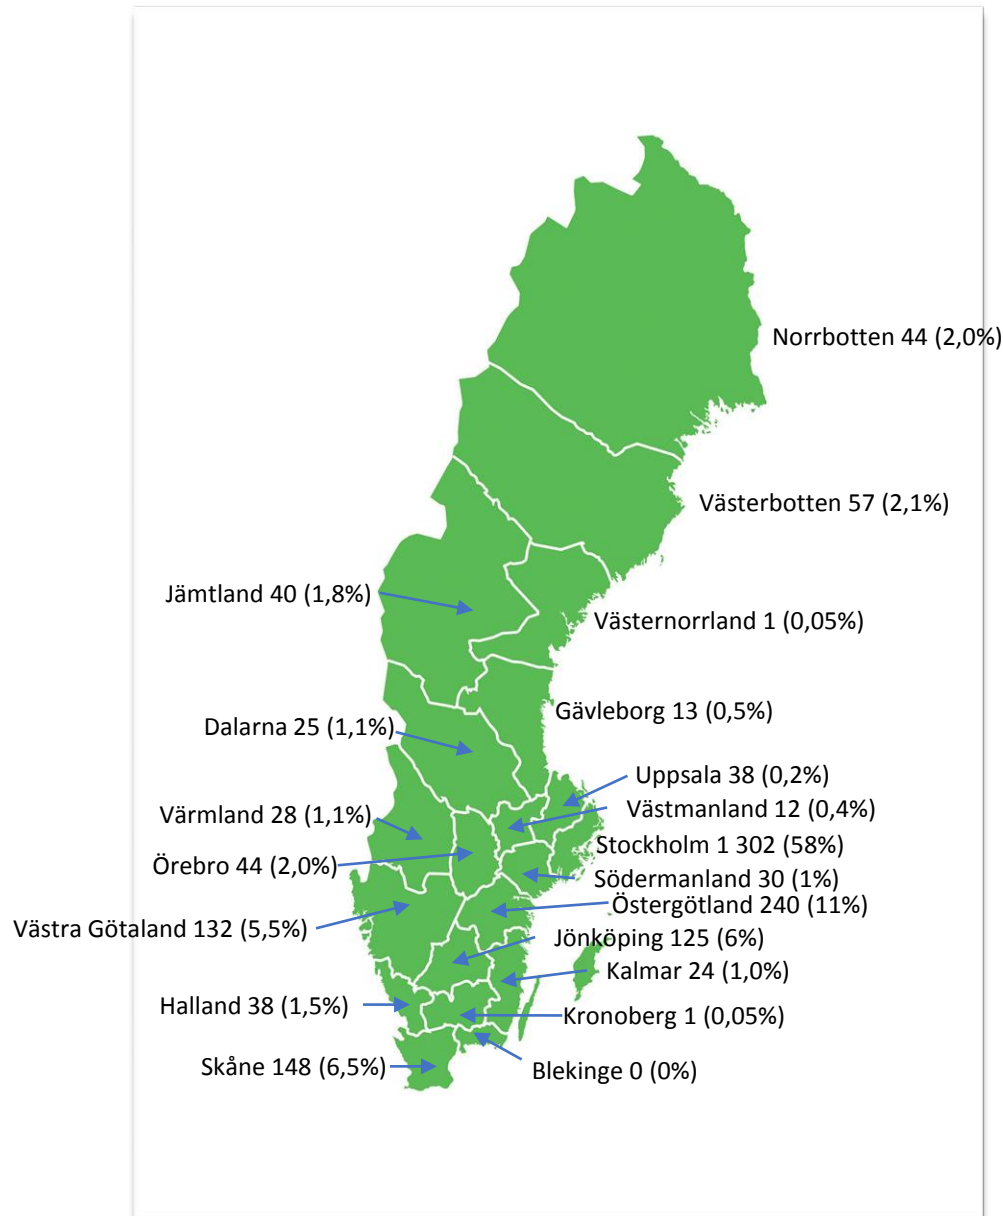 Norrbotten 44 (2,0%)
Västerbotten 57 (2,1%)
Jämtland 40 (1,8%)
Västernorrland 1 (0,05%)
Gävleborg 13 (0,5%)
Dalarna 25 (1,1%)
Uppsala 38 (0,2%)
Västmanland 12 (0,4%)
Värmland 28 (1,1%)
Stockholm 1 302 (58%)
Örebro 44 (2,0%)
Södermanland 30 (1%)
Östergötland 240 (11%)
Västra Götaland 132 (5,5%)
Jönköping 125 (6%)
Kalmar 24 (1,0%)
Halland 38 (1,5%)
Kronoberg 1 (0,05%)
Skåne 148 (6,5%)
Blekinge 0 (0%)